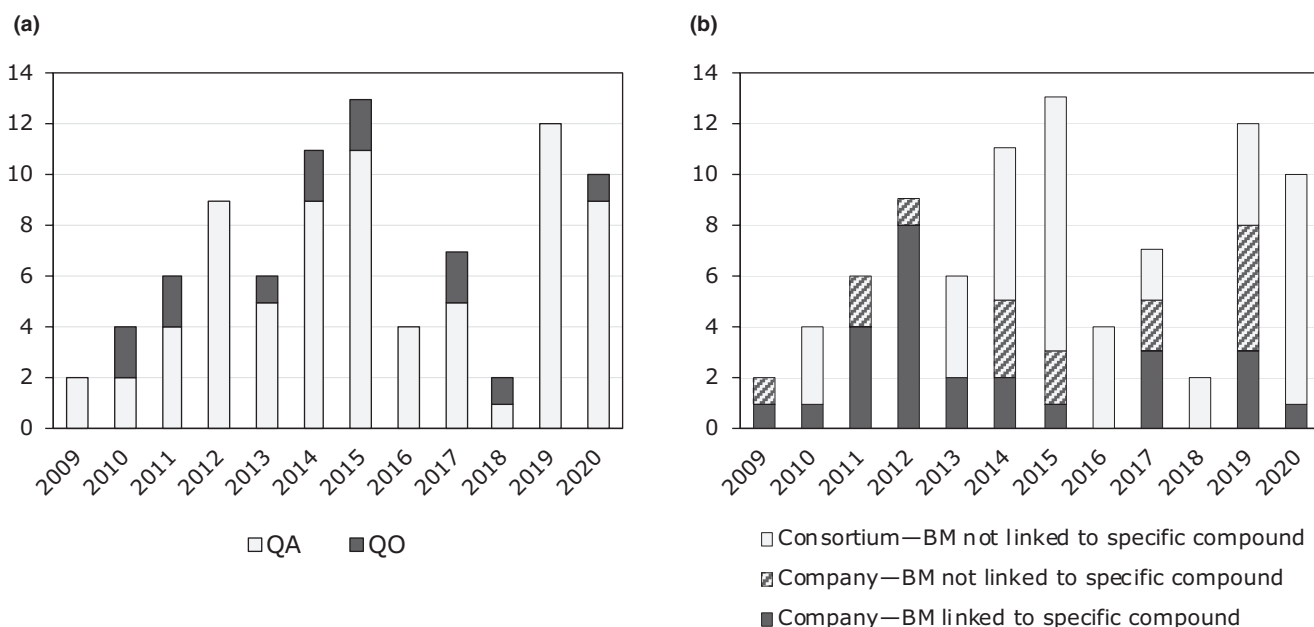 (a)
14
12
10
8
6
4
2
0
2009 2010 2011 2012 2013 2014 2015 2016 2017 2018 2019 2020
QA QO
(b)
14
12
10
8
6
4
2
0
2009 2010 2011 2012 2013 2014 2015 2016 2017 2018 2019 2020
Consortium—BM not linked to specific compound
Company—BM not linked to specific compound
Company—BM linked to specific compound